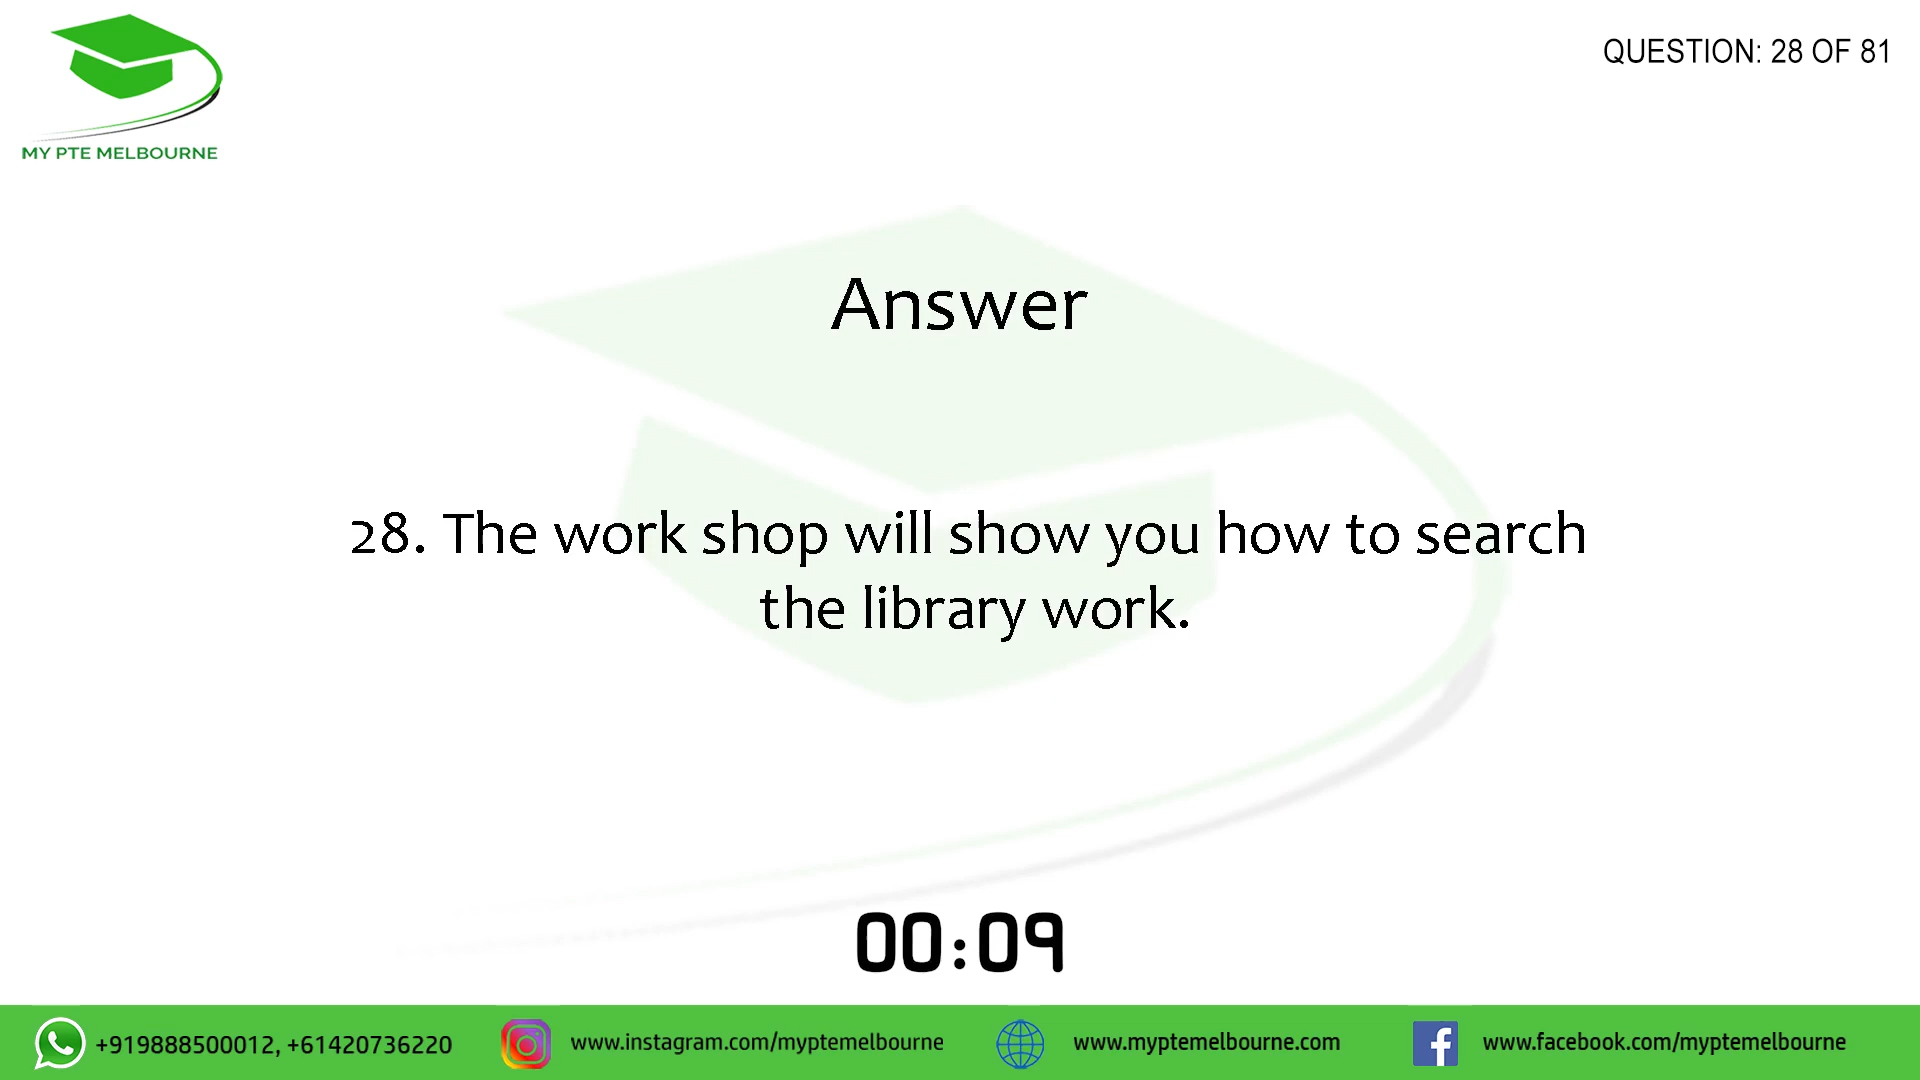 MY PTE MELBOURNE
QUESTION: 28 OF 81
Answer
28. The work shop will show you how to search
the library work.
00:09
+919888500012, +61420736220
www.instagram.com/myptemelbourne
www.myptemelbourne.com
www.facebook.com/myptemelbourne